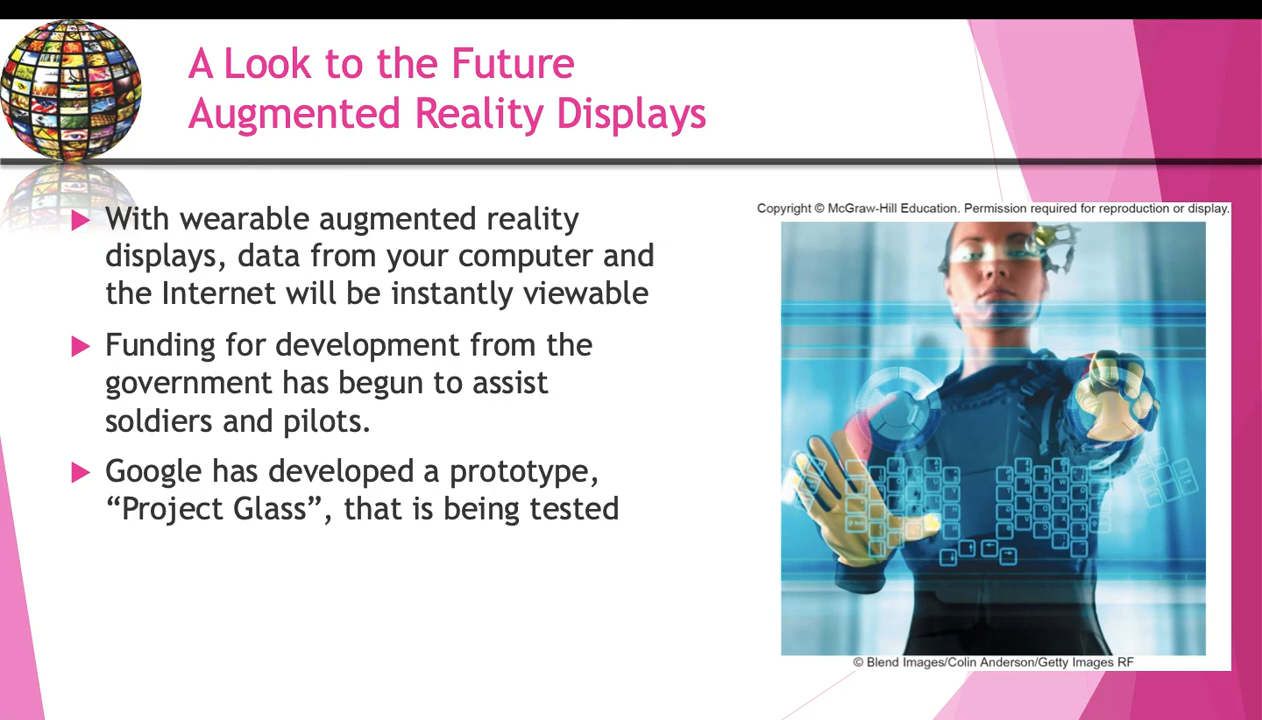 A Look to the Future
Augmented Reality Displays
With wearable augmented reality
displays, data from your computer and
the Internet will be instantly viewable
Funding for development from the
government has begun to assist
soldiers and pilots.
Google has developed a prototype,
“Project Glass”, that is being tested
Copyright © McGraw-Hill Education. Permission required for reproduction or display.
© Blend Images/Colin Anderson/Getty Images RF